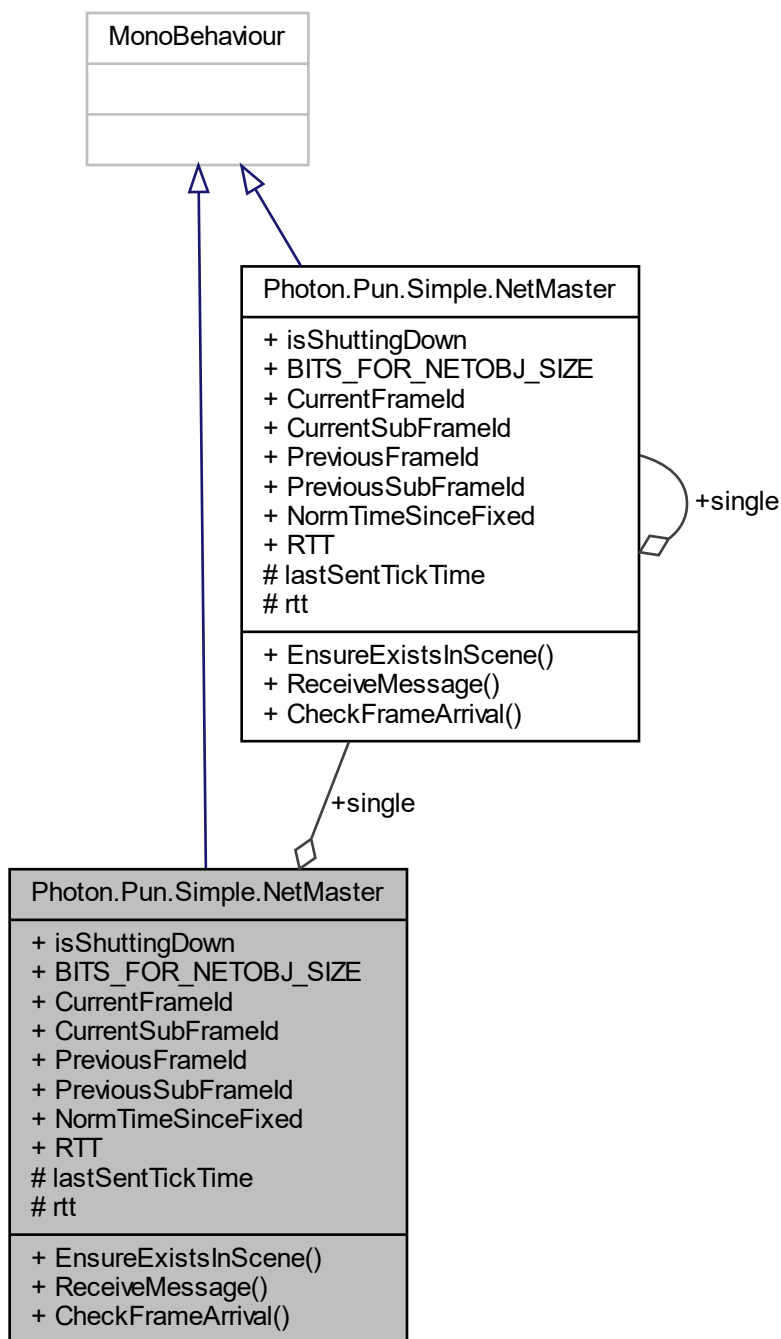 MonoBehaviour
Photon.Pun.Simple.NetMaster
+ isShuttingDown
+ BITS_FOR_NETOBJ_SIZE
+ CurrentFrameId
+ CurrentSubFrameId
+ PreviousFrameId
+ PreviousSubFrameId
+ NormTimeSinceFixed
+ RTT
# lastSentTickTime
# rtt
+ EnsureExistsInScene()
+ ReceiveMessage()
+ CheckFrameArrival()
+single
+single
Photon.Pun.Simple.NetMaster
+ isShuttingDown
+ BITS_FOR_NETOBJ_SIZE
+ CurrentFrameId
+ CurrentSubFrameId
+ PreviousFrameId
+ PreviousSubFrameId
+ NormTimeSinceFixed
+ RTT
# lastSentTickTime
# rtt
+ EnsureExistsInScene()
+ ReceiveMessage()
+ CheckFrameArrival()